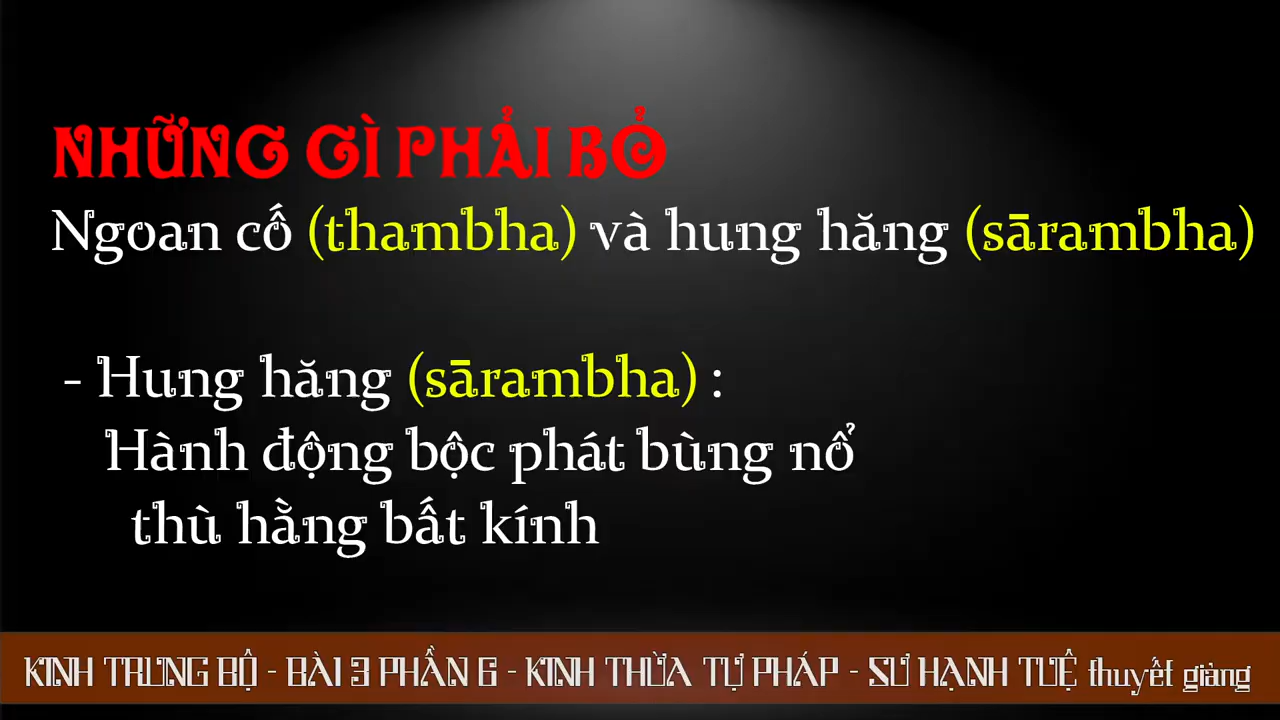 NHỮNG GÌ PHẢI BỎ
Ngoan cố (thambha) và hung hăng (sārambha)
- Hung hăng (sārambha) :
Hành động bộc phát bùng nổ
thù hằng bất kính
KINH TRUNG BỘ - BÀI 3 PHẦN 6 - KINH THỪA TỰ PHÁP - SƯ HẠNH TUỆ thuyết giàng